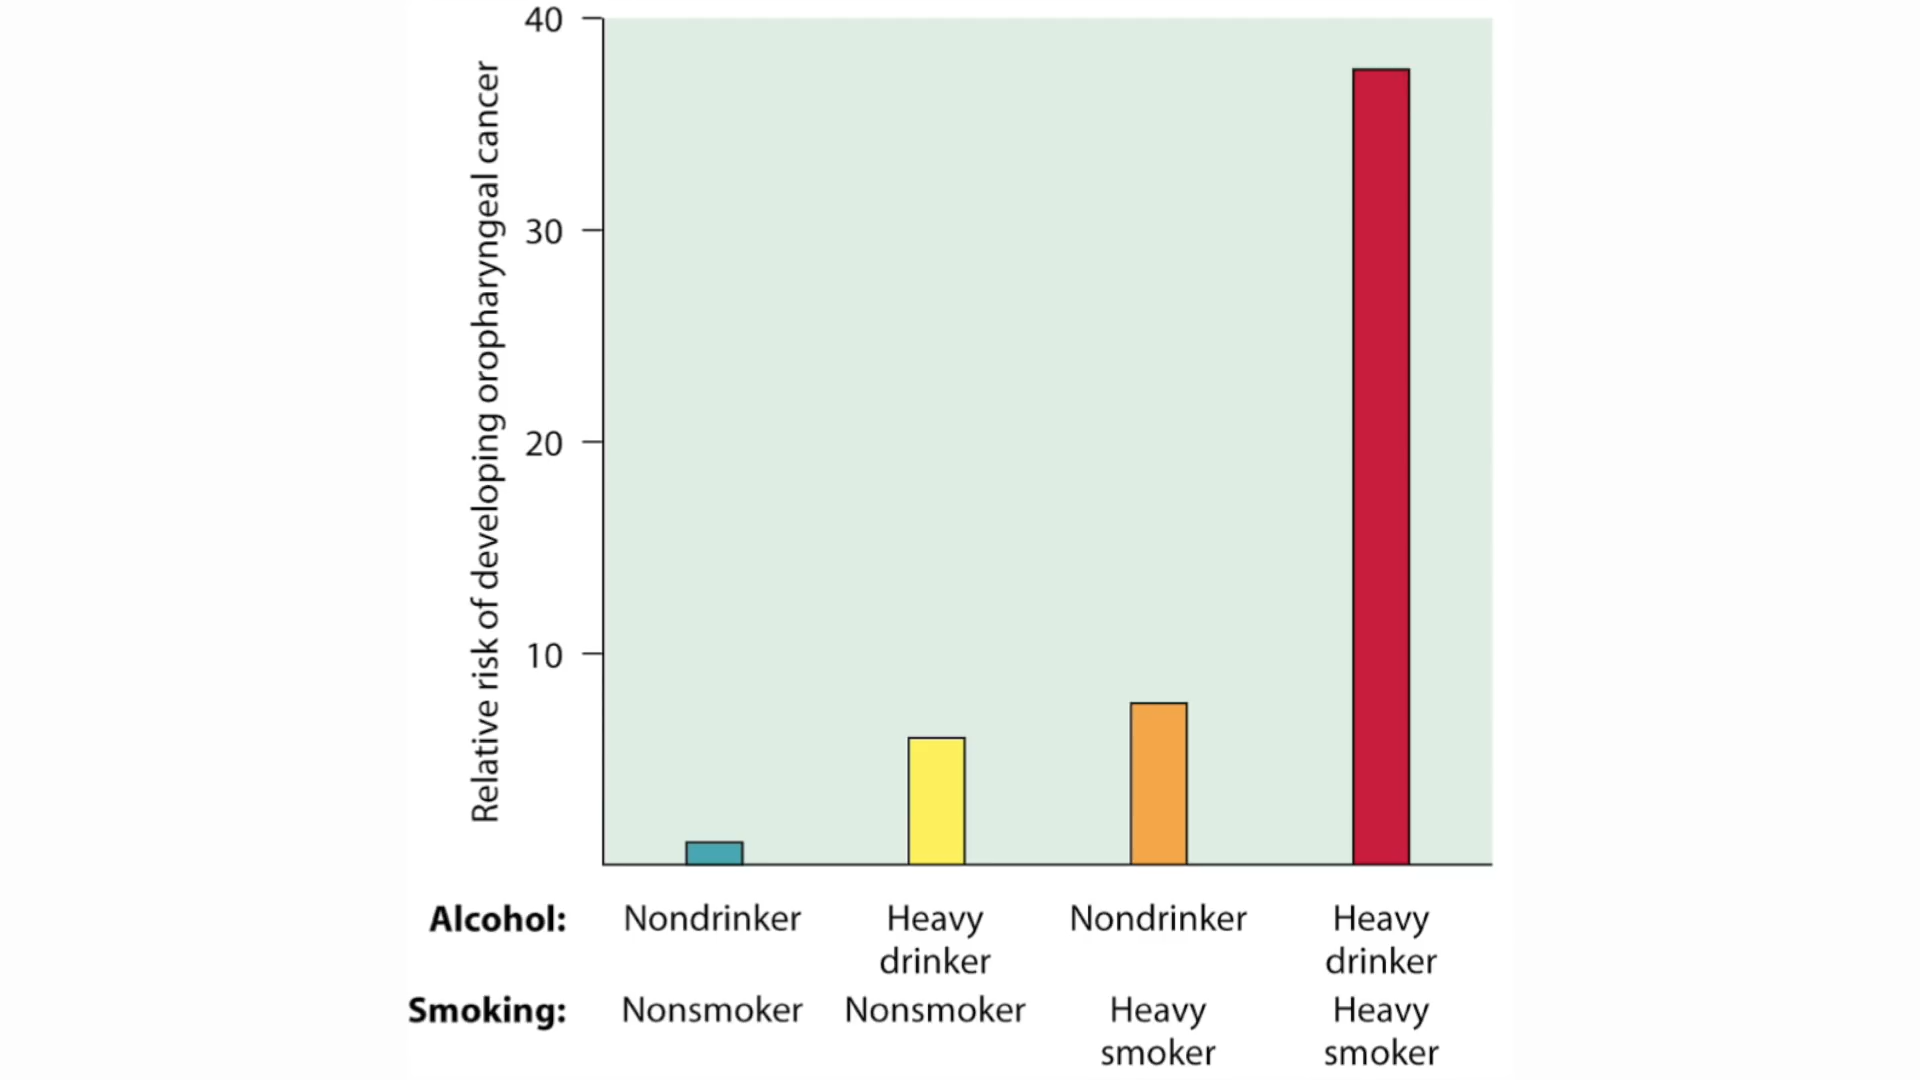 Relative risk of developing oropharyngeal cancer
40
30
20
10
Alcohol: Nondrinker Heavy drinker Nondrinker Heavy drinker
Smoking: Nonsmoker Nonsmoker Heavy smoker Heavy smoker